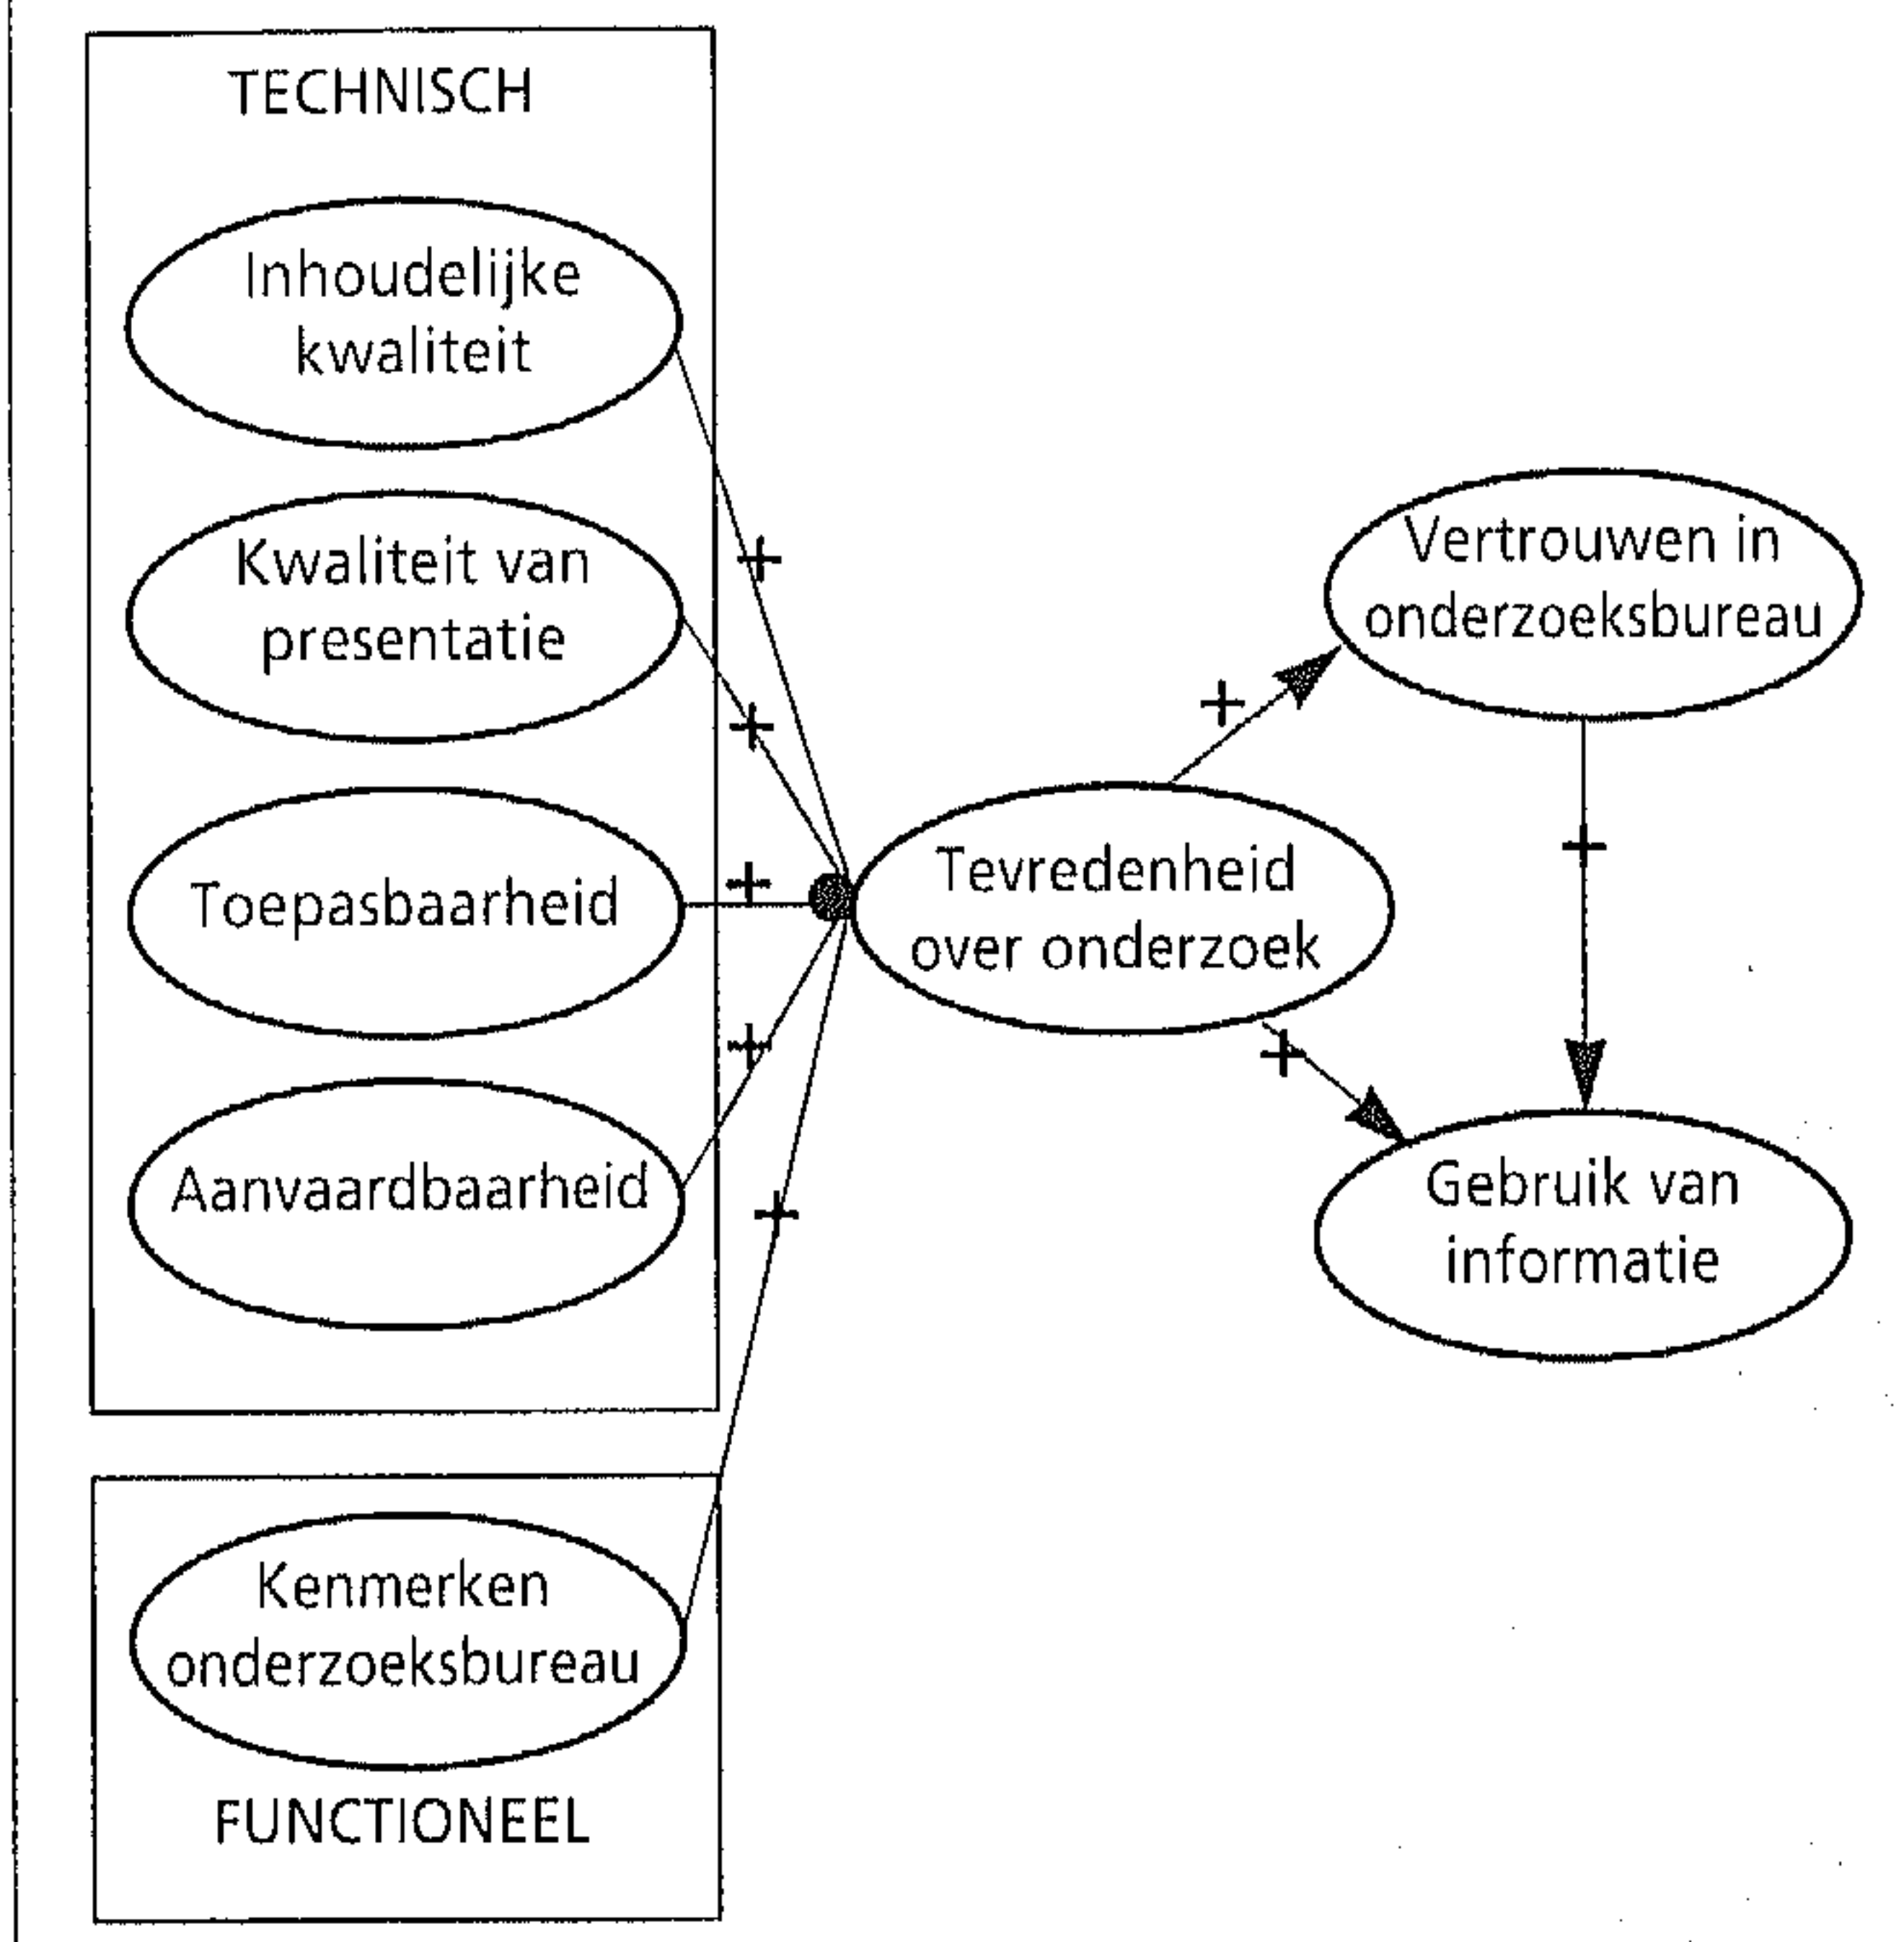 TECHNISCH
Inhoudelijke
kwaliteit
Kwaliteit van
presentatie
Toepasbaarheid
Aanvaardbaarheid
Kenmerken
onderzoeksbureau
FUNCTIONEEL
+
+
+
+
+
Tevredenheid
over onderzoek
+
+
Vertrouwen in
onderzoeksbureau
+
Gebruik van
informatie